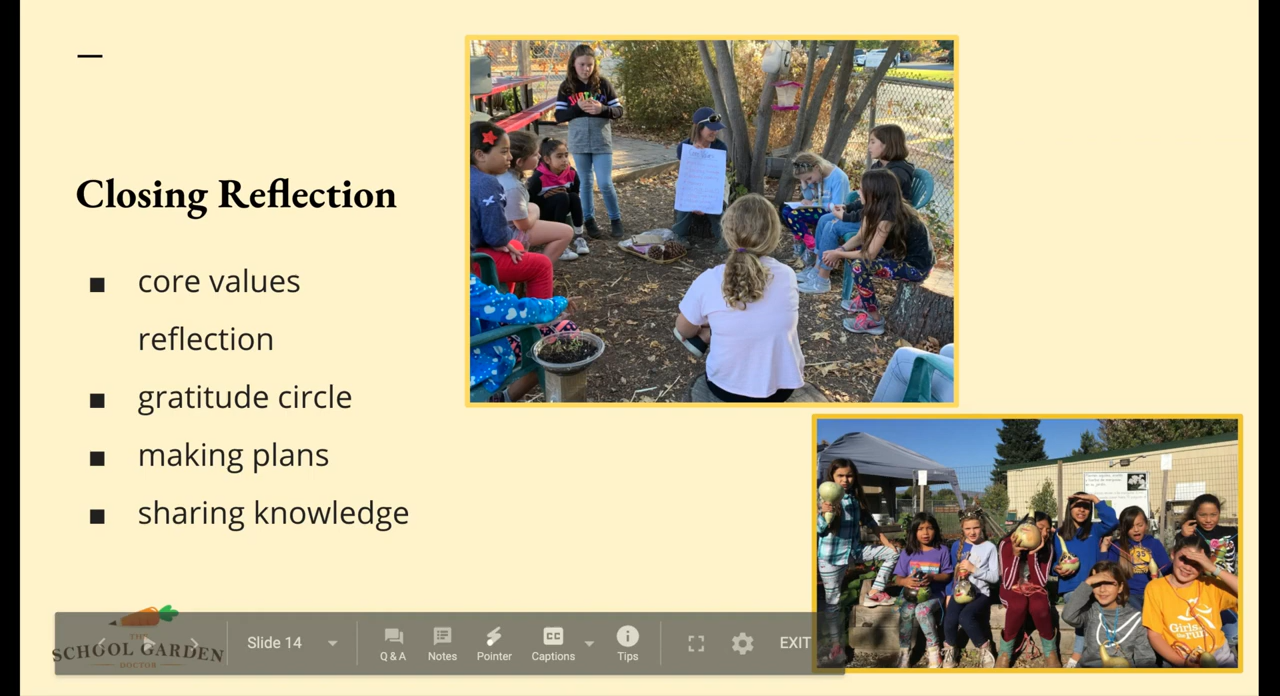 Closing Reflection
■ core values
reflection
■ gratitude circle
■ making plans
■ sharing knowledge
THE
SCHOOL GARDEN
DOCTOR
Slide 14
Q & A
Notes
Pointer
CC
Captions
Tips
EXIT
Girls
run